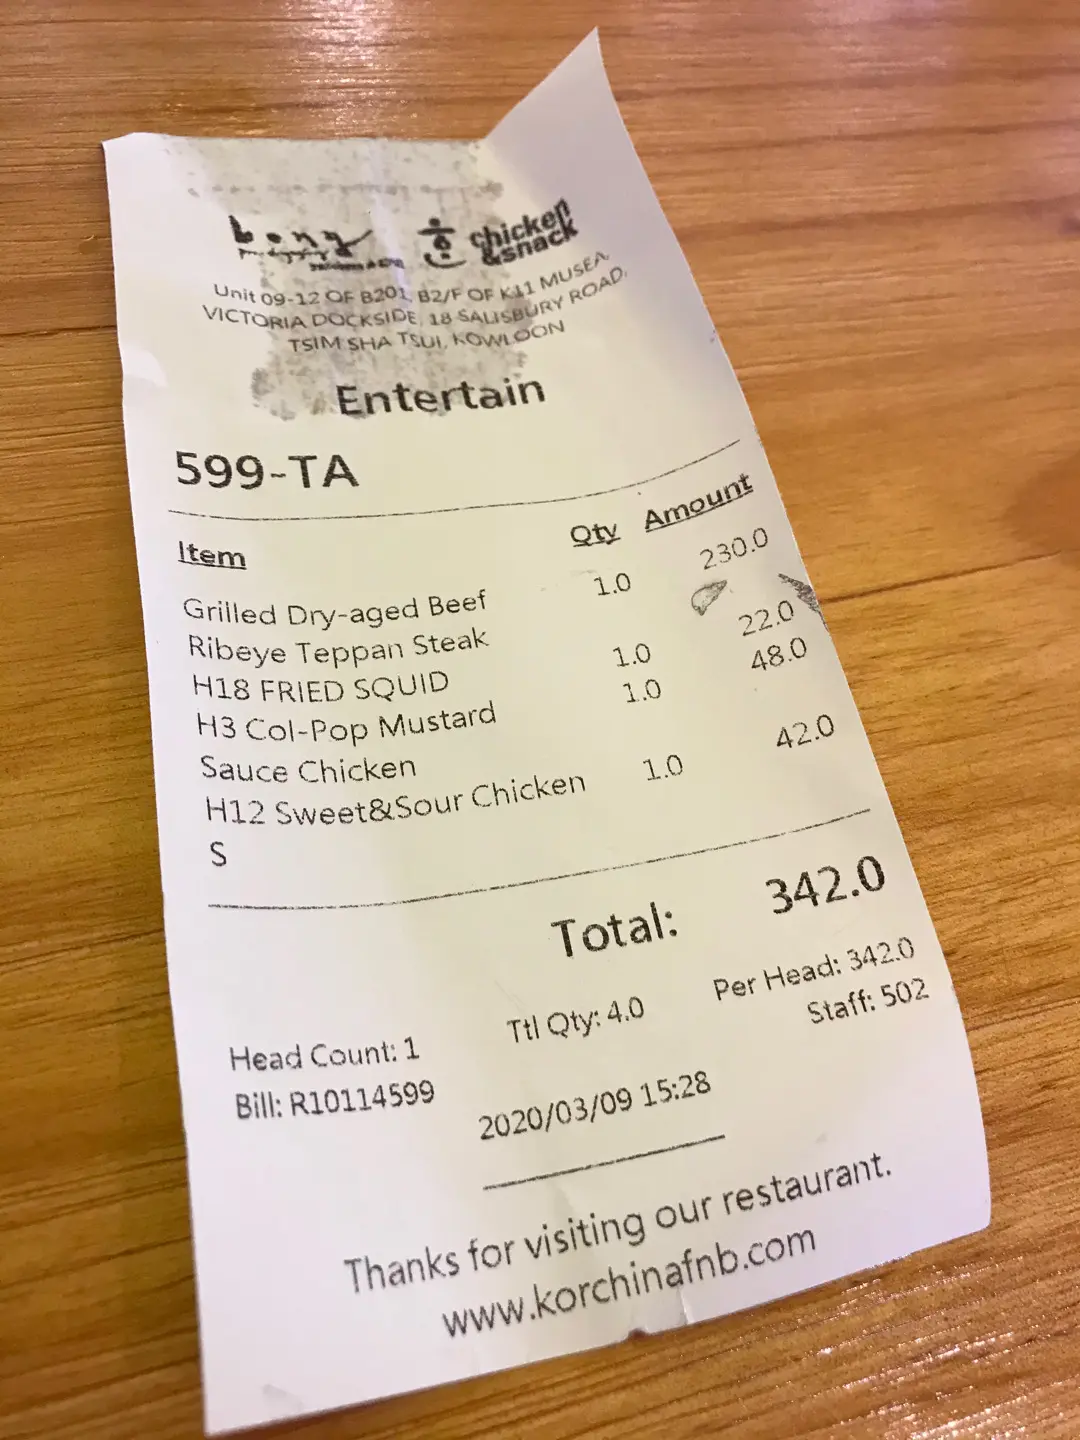 bong 흥 chicken
&snack
Unit 09-12 OF B201, B2/F OF K11 MUSEA,
VICTORIA DOCKSIDE, 18 SALISBURY ROAD,
TSIM SHA TSUI, KOWLOON
Entertain
599-TA
Item Qty Amount
Grilled Dry-aged Beef 1.0 230.0
Ribeye Teppan Steak
H18 FRIED SQUID 1.0 22.0
H3 Col-Pop Mustard 1.0 48.0
Sauce Chicken
H12 Sweet&Sour Chicken 1.0 42.0
S
Total: 342.0
Ttl Qty: 4.0 Per Head: 342.0
Head Count: 1 Staff: 502
Bill: R10114599
2020/03/09 15:28
Thanks for visiting our restaurant.
www.korchinafnb.com